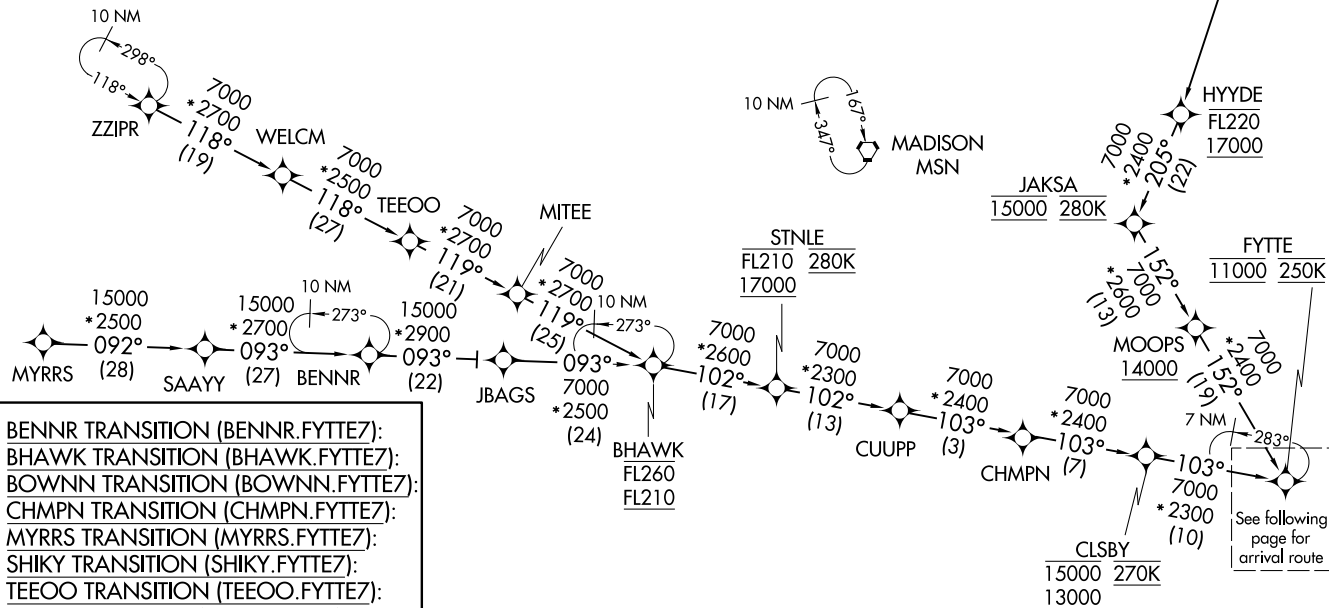 10 NM
298°
118°
ZZIPR
7000
*2700
118°
(19)
WELCM
7000
*2500
118°
(27)
TEEOO
7000
*2700
119°
(21)
MITEE
7000
*2700
119°
(25)
10 NM
273°
10 NM
167°
347°
MADISON
MSN
HYYDE
FL220
17000
7000
*2400
205°
(22)
JAKSA
15000 280K
152°
7000
*2600
(13)
MOOPS
14000
7000
*2400
152°
(19)
FYTTE
11000 250K
7 NM
283°
MYRRS
15000
*2500
092°
(28)
SAAYY
15000
*2700
093°
(27)
10 NM
273°
BENNR
15000
*2900
093°
(22)
JBAGS
093°
7000
*2500
(24)
BHAWK
FL260
FL210
7000
*2600
102°
(17)
STNLE
FL210 280K
17000
7000
*2300
102°
(13)
CUUPP
7000
*2400
103°
(3)
CHMPN
7000
*2400
103°
(7)
CLSBY
15000 270K
13000
103°
7000
*2300
(10)
See following
page for
arrival route
BENNR TRANSITION (BENNR.FYTTE7):
BHAWK TRANSITION (BHAWK.FYTTE7):
BOWNN TRANSITION (BOWNN.FYTTE7):
CHMPN TRANSITION (CHMPN.FYTTE7):
MYRRS TRANSITION (MYRRS.FYTTE7):
SHIKY TRANSITION (SHIKY.FYTTE7):
TEEOO TRANSITION (TEEOO.FYTTE7):